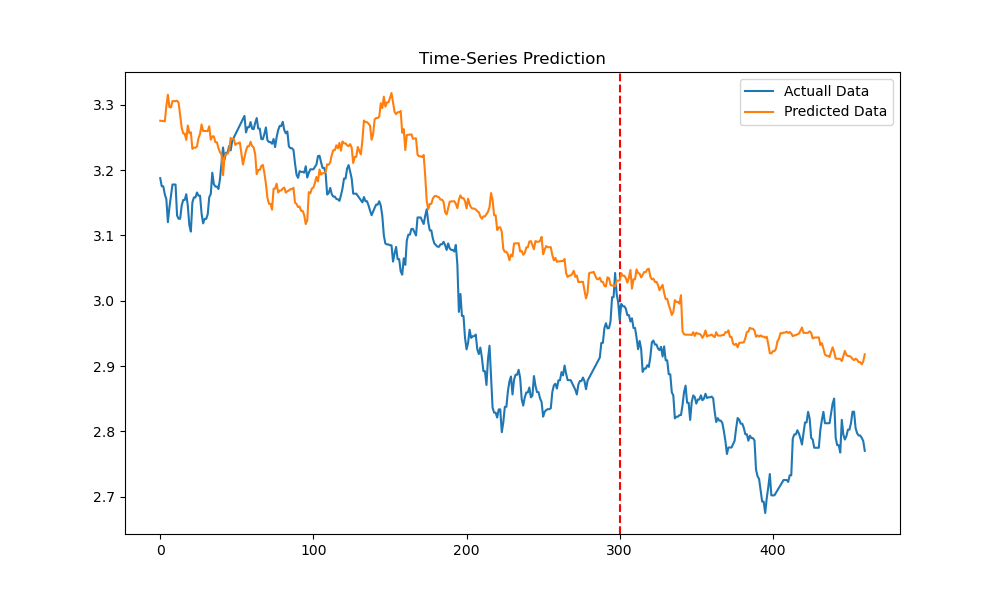 Time-Series Prediction
Actuall Data
Predicted Data
3.3
3.2
3.1
3.0
2.9
2.8
2.7
0 100 200 300 400